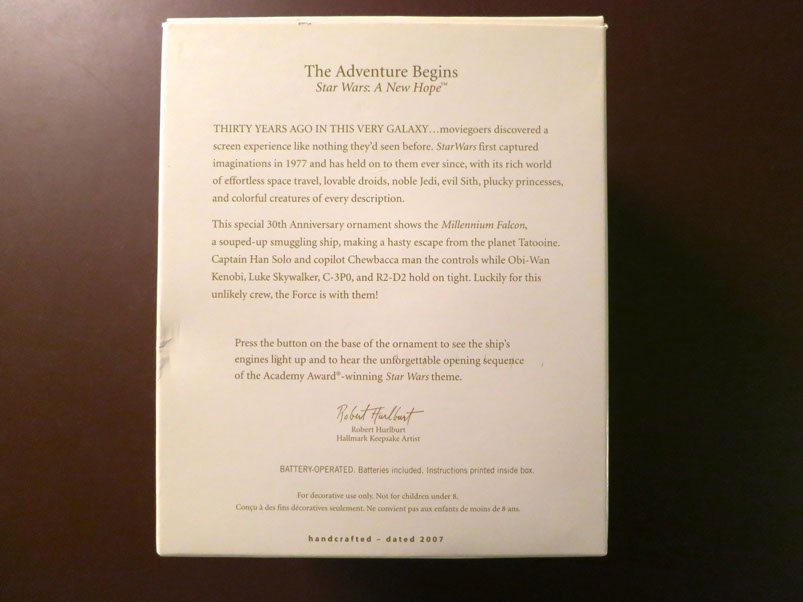 The Adventure Begins
Star Wars: A New Hope™
THIRTY YEARS AGO IN THIS VERY GALAXY…moviegoers discovered a
screen experience like nothing they'd seen before. Star Wars first captured
imaginations in 1977 and has held on to them ever since, with its rich world
of effortless space travel, lovable droids, noble Jedi, evil Sith, plucky princesses,
and colorful creatures of every description.
This special 30th Anniversary ornament shows the Millennium Falcon,
a souped-up smuggling ship, making a hasty escape from the planet Tatooine.
Captain Han Solo and copilot Chewbacca man the controls while Obi-Wan
Kenobi, Luke Skywalker, C-3P0, and R2-D2 hold on tight. Luckily for this
unlikely crew, the Force is with them!
Press the button on the base of the ornament to see the ship's
engines light up and to hear the unforgettable opening sequence
of the Academy Award®-winning Star Wars theme.
Robert Hurlburt
Robert Hurlburt
Hallmark Keepsake Artist
BATTERY-OPERATED. Batteries included. Instructions printed inside box.
For decorative use only. Not for children under 8.
Conçu à des fins décoratives seulement. Ne convient pas aux enfants de moins de 8 ans.
handcrafted – dated 2007